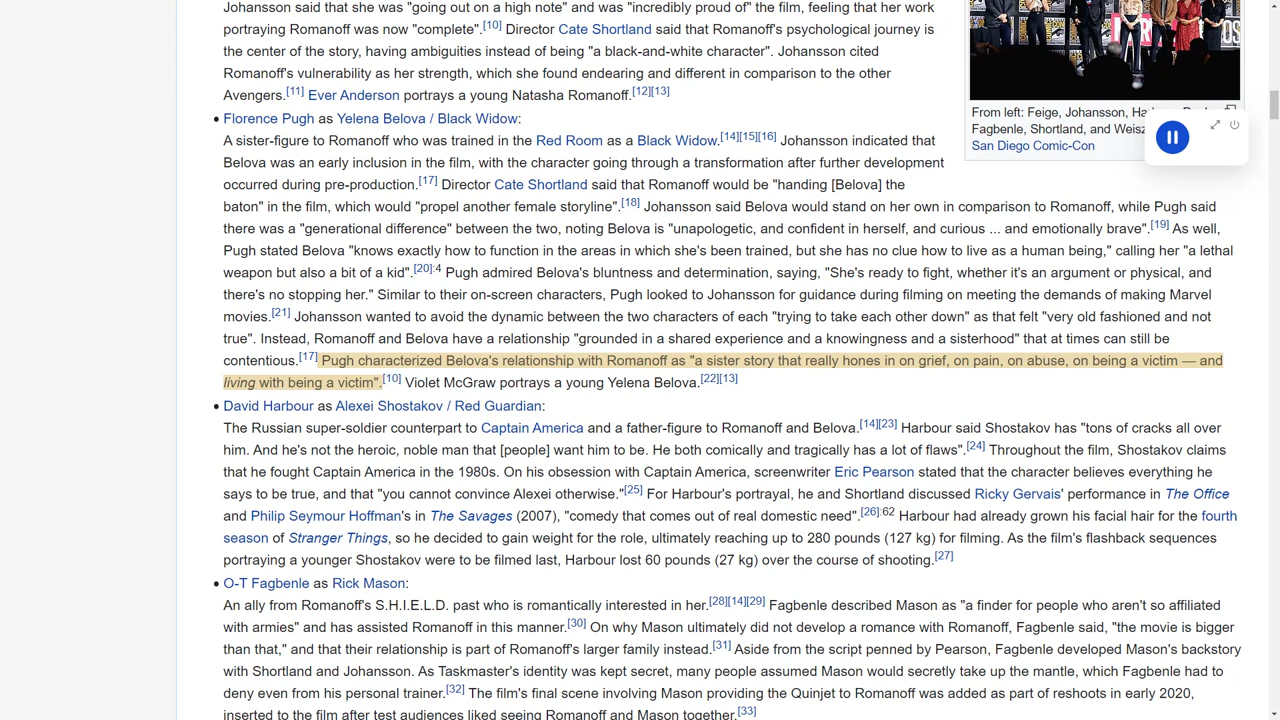 Johansson said that she was "going out on a high note" and was "incredibly proud of" the film, feeling that her work
portraying Romanoff was now "complete".[10] Director Cate Shortland said that Romanoff's psychological journey is
the center of the story, having ambiguities instead of being "a black-and-white character". Johansson cited
Romanoff's vulnerability as her strength, which she found endearing and different in comparison to the other
Avengers.[11] Ever Anderson portrays a young Natasha Romanoff.[12][13]
From left: Feige, Johansson,
Fagbenle, Shortland, and Weisz
San Diego Comic-Con
• Florence Pugh as Yelena Belova / Black Widow:
A sister-figure to Romanoff who was trained in the Red Room as a Black Widow.[14][15][16] Johansson indicated that
Belova was an early inclusion in the film, with the character going through a transformation after further development
occurred during pre-production.[17] Director Cate Shortland said that Romanoff would be "handing [Belova] the
baton" in the film, which would "propel another female storyline".[18] Johansson said Belova would stand on her own in comparison to Romanoff, while Pugh said
there was a "generational difference" between the two, noting Belova is "unapologetic, and confident in herself, and curious ... and emotionally brave".[19] As well,
Pugh stated Belova "knows exactly how to function in the areas in which she's been trained, but she has no clue how to live as a human being," calling her "a lethal
weapon but also a bit of a kid".[20]:4 Pugh admired Belova's bluntness and determination, saying, "She's ready to fight, whether it's an argument or physical, and
there's no stopping her." Similar to their on-screen characters, Pugh looked to Johansson for guidance during filming on meeting the demands of making Marvel
movies.[21] Johansson wanted to avoid the dynamic between the two characters of each "trying to take each other down" as that felt "very old fashioned and not
true". Instead, Romanoff and Belova have a relationship "grounded in a shared experience and a knowingness and a sisterhood" that at times can still be
contentious.[17] Pugh characterized Belova's relationship with Romanoff as "a sister story that really hones in on grief, on pain, on abuse, on being a victim — and
living with being a victim".[10] Violet McGraw portrays a young Yelena Belova.[22][13]
• David Harbour as Alexei Shostakov / Red Guardian:
The Russian super-soldier counterpart to Captain America and a father-figure to Romanoff and Belova.[14][23] Harbour said Shostakov has "tons of cracks all over
him. And he's not the heroic, noble man that [people] want him to be. He both comically and tragically has a lot of flaws".[24] Throughout the film, Shostakov claims
that he fought Captain America in the 1980s. On his obsession with Captain America, screenwriter Eric Pearson stated that the character believes everything he
says to be true, and that "you cannot convince Alexei otherwise."[25] For Harbour's portrayal, he and Shortland discussed Ricky Gervais' performance in The Office
and Philip Seymour Hoffman's in The Savages (2007), "comedy that comes out of real domestic need".[26]:62 Harbour had already grown his facial hair for the fourth
season of Stranger Things, so he decided to gain weight for the role, ultimately reaching up to 280 pounds (127 kg) for filming. As the film's flashback sequences
portraying a younger Shostakov were to be filmed last, Harbour lost 60 pounds (27 kg) over the course of shooting.[27]
• O-T Fagbenle as Rick Mason:
An ally from Romanoff's S.H.I.E.L.D. past who is romantically interested in her.[28][14][29] Fagbenle described Mason as "a finder for people who aren't so affiliated
with armies" and has assisted Romanoff in this manner.[30] On why Mason ultimately did not develop a romance with Romanoff, Fagbenle said, "the movie is bigger
than that," and that their relationship is part of Romanoff's larger family instead.[31] Aside from the script penned by Pearson, Fagbenle developed Mason's backstory
with Shortland and Johansson. As Taskmaster's identity was kept secret, many people assumed Mason would secretly take up the mantle, which Fagbenle had to
deny even from his personal trainer.[32] The film's final scene involving Mason providing the Quinjet to Romanoff was added as part of reshoots in early 2020,
inserted to the film after test audiences liked seeing Romanoff and Mason together.[33]